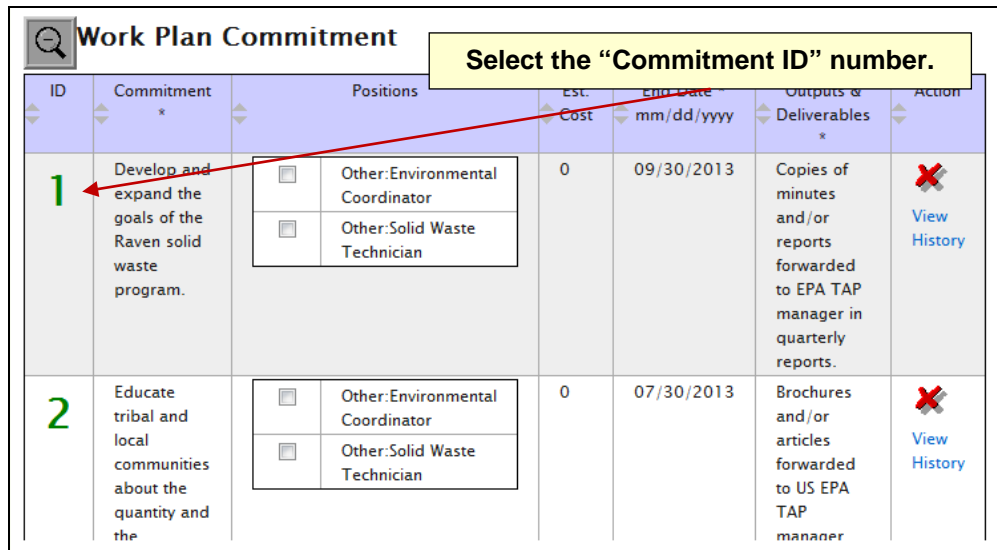 Work Plan Commitment
Select the “Commitment ID” number.
ID
Commitment
*
Positions
Est.
Cost
End Date *
mm/dd/yyyy
Outputs &
Deliverables
*
Action
1
Develop and
expand the
goals of the
Raven solid
waste
program.
Other:Environmental
Coordinator
Other:Solid Waste
Technician
0
09/30/2013
Copies of
minutes
and/or
reports
forwarded
to EPA TAP
manager in
quarterly
reports.
View
History
2
Educate
tribal and
local
communities
about the
quantity and
the
Other:Environmental
Coordinator
Other:Solid Waste
Technician
0
07/30/2013
Brochures
and/or
articles
forwarded
to US EPA
TAP
manager
View
History